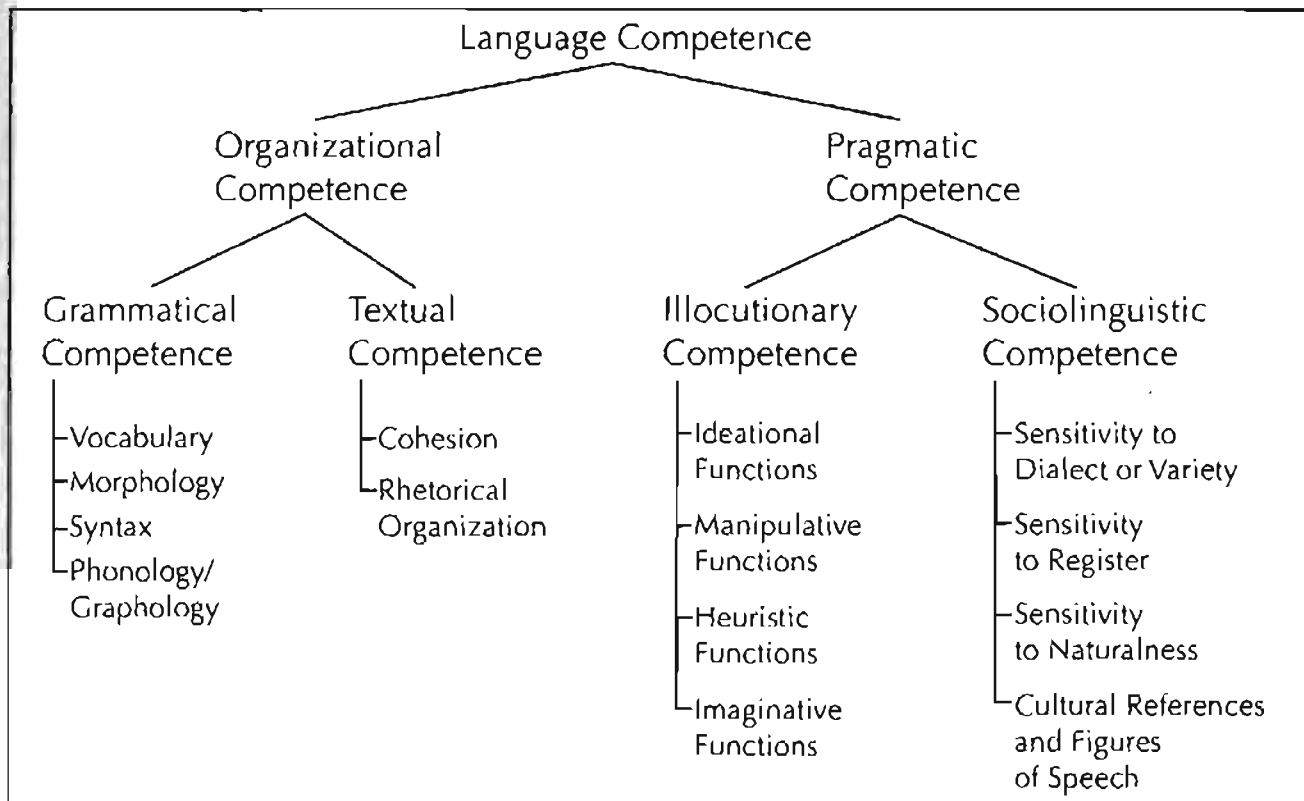 Language Competence
Organizational
Competence
Pragmatic
Competence
Grammatical
Competence
Textual
Competence
Illocutionary
Competence
Sociolinguistic
Competence
Vocabulary
Morphology
Syntax
Phonology/
Graphology
Cohesion
Rhetorical
Organization
Ideational
Functions
Manipulative
Functions
Heuristic
Functions
Imaginative
Functions
Sensitivity to
Dialect or Variety
Sensitivity
to Register
Sensitivity
to Naturalness
Cultural References
and Figures
of Speech